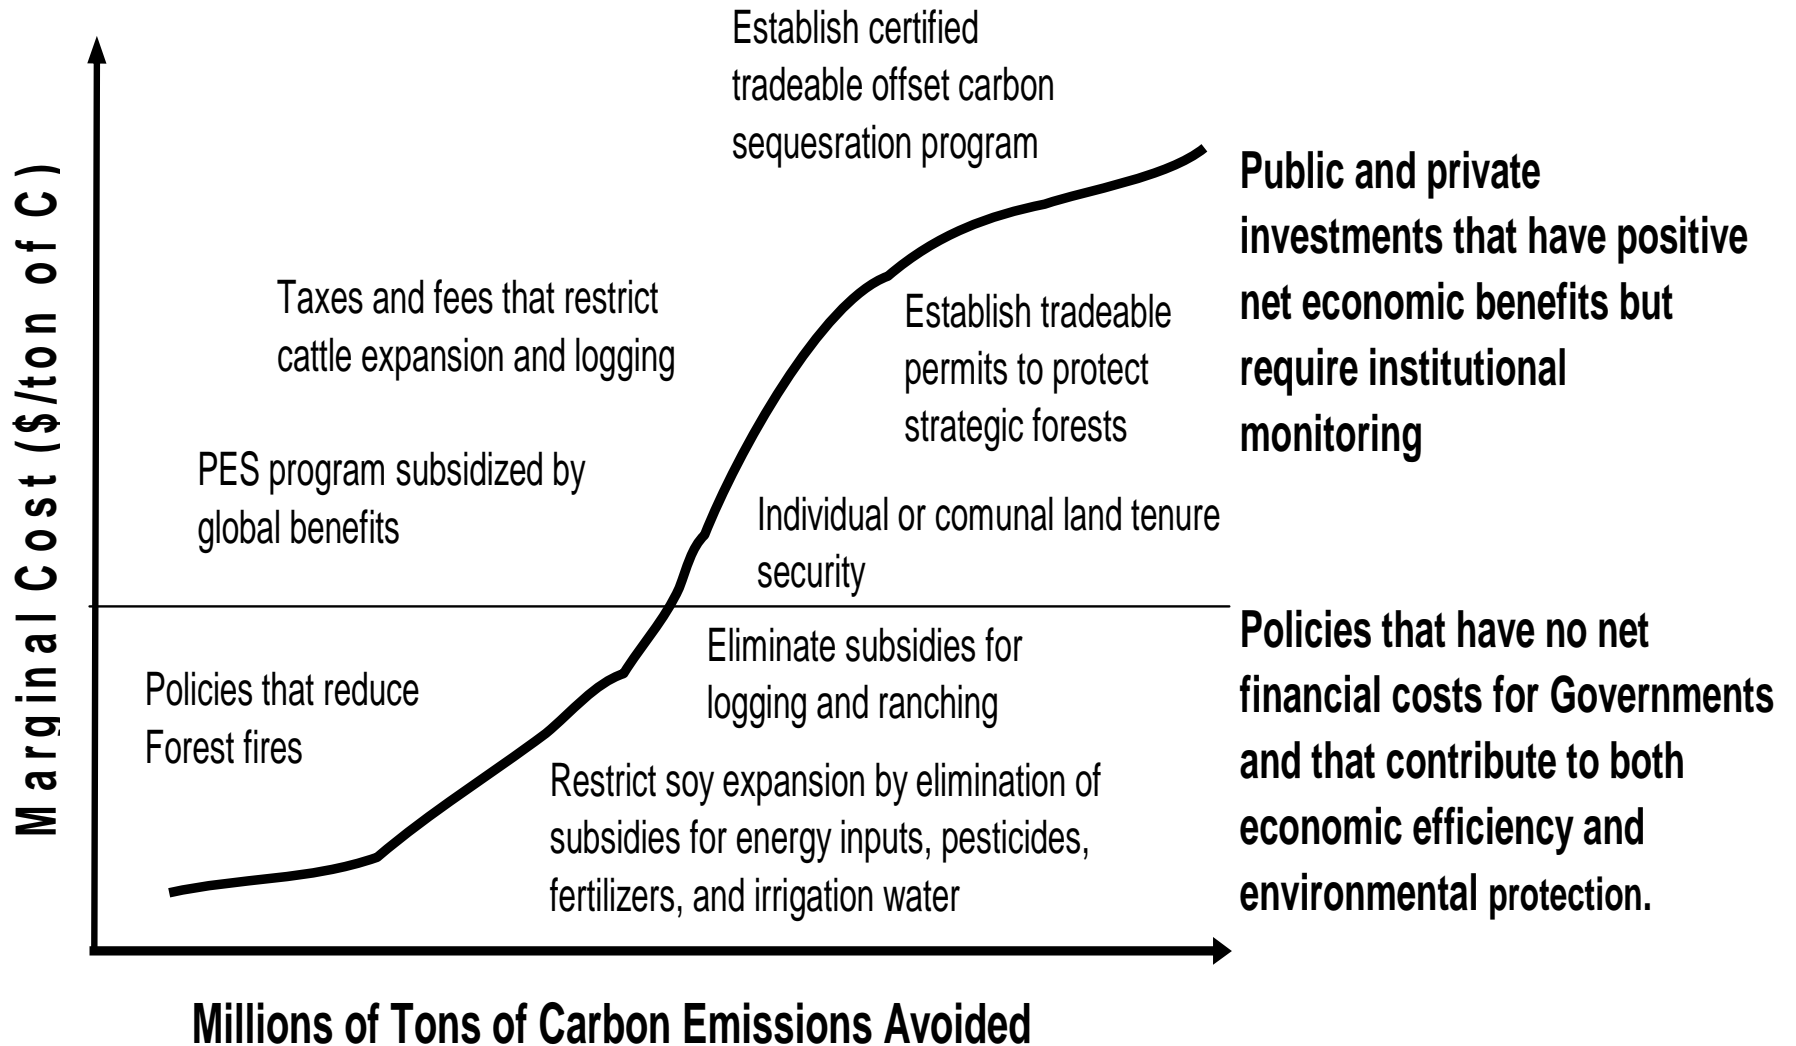 Establish certified
tradeable offset carbon
sequesration program
Marginal Cost ($/ton of C)
Public and private
investments that have positive
net economic benefits but
require institutional
monitoring
Taxes and fees that restrict
cattle expansion and logging
Establish tradeable
permits to protect
strategic forests
PES program subsidized by
global benefits
Individual or comunal land tenure
security
Policies that have no net
financial costs for Governments
and that contribute to both
economic efficiency and
environmental protection.
Eliminate subsidies for
logging and ranching
Policies that reduce
Forest fires
Restrict soy expansion by elimination of
subsidies for energy inputs, pesticides,
fertilizers, and irrigation water
Millions of Tons of Carbon Emissions Avoided